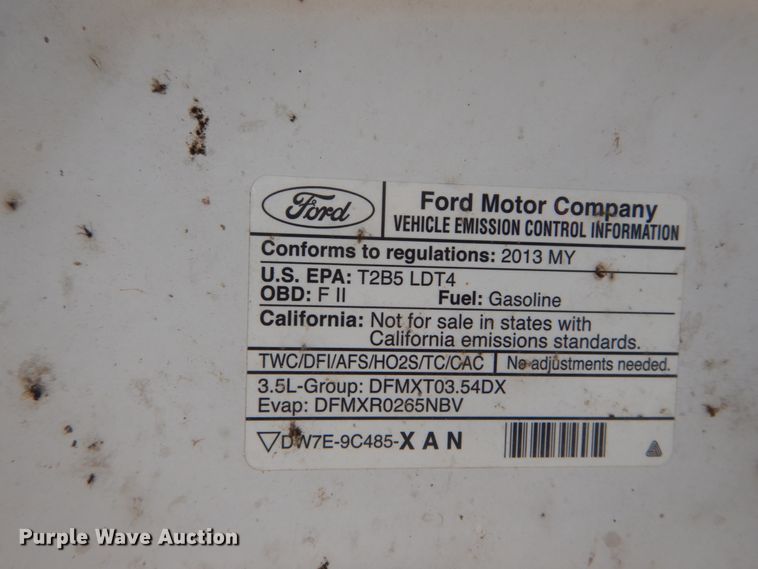 Ford
Ford Motor Company
VEHICLE EMISSION CONTROL INFORMATION
Conforms to regulations: 2013 MY
U.S. EPA: T2B5 LDT4
OBD: F II Fuel: Gasoline
California: Not for sale in states with
California emissions standards.
TWC/DFI/AFS/HO2S/TC/CAC No adjustments needed.
3.5L-Group: DFMXT03.54DX
Evap: DFMXR0265NBV
DW7E-9C485-XAN
Purple Wave Auction